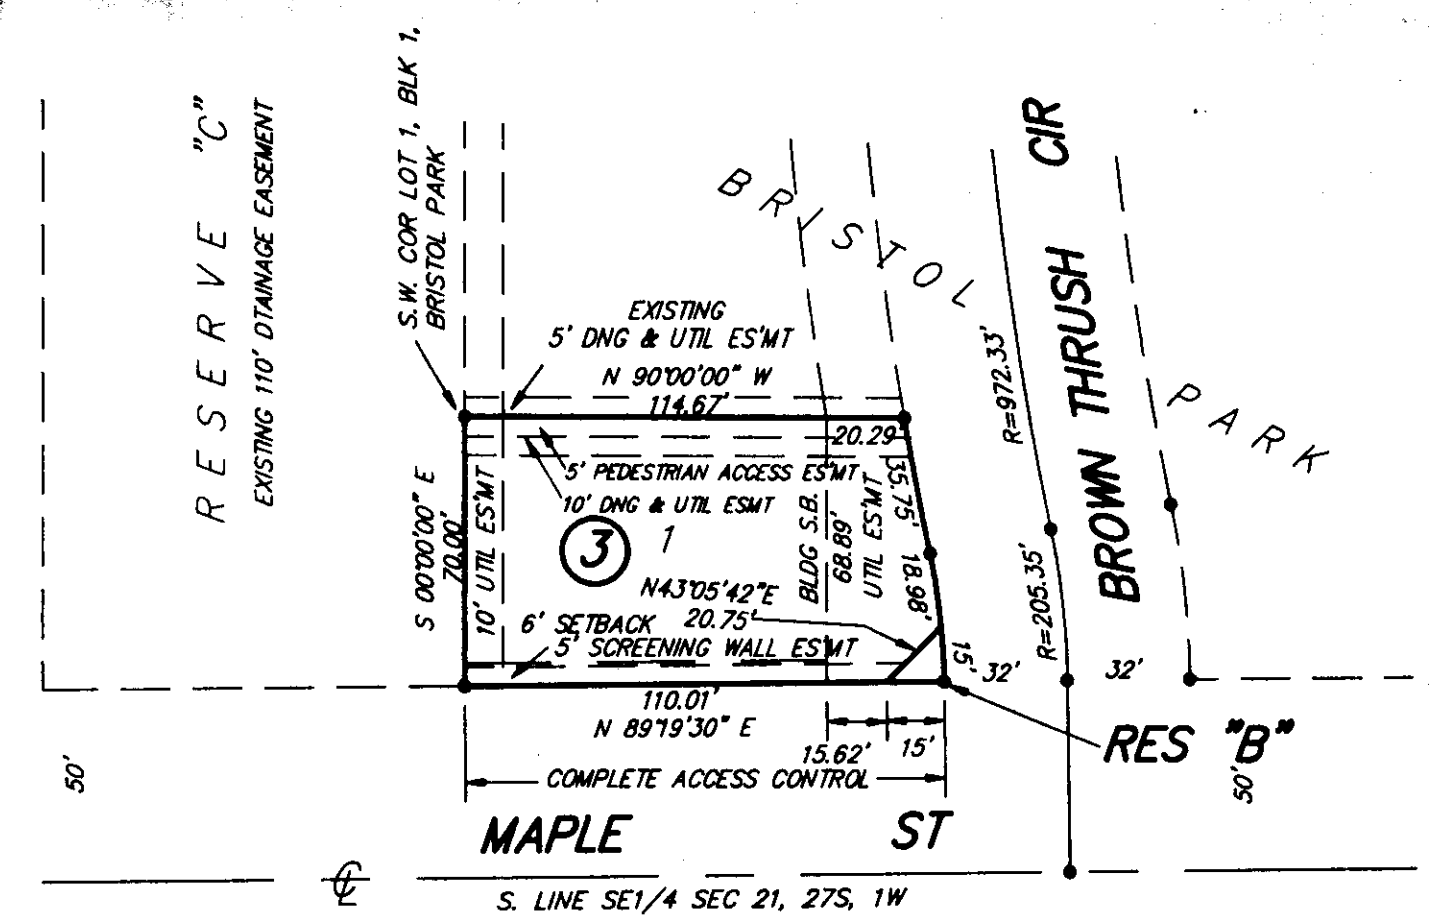 RESERVE "C"
EXISTING 110' DTAINAGE EASEMENT
S.W. COR LOT 1, BLK 1,
BRISTOL PARK
BRISTOL
PARK
BROWN THRUSH CIR
EXISTING
5' DNG & UTIL ES'MT
N 90°00'00" W
114.67'
20.29
R=972.33'
5' PEDESTRIAN ACCESS ES'MT
10' DNG & UTIL ESMT
S 00°00'00" E
70.00'
10' UTIL ES'MT
3
1
BLDG S.B.
68.89'
UTIL ES'MT
35.75'
18.98'
N43°05'42"E
20.75'
6' SETBACK
5' SCREENING WALL ES'MT
15'
R=205.35'
32'
32'
110.01'
N 89°19'30" E
15.62'
15'
RES "B"
COMPLETE ACCESS CONTROL
50'
50'
MAPLE ST
℄
S. LINE SE1/4 SEC 21, 27S, 1W